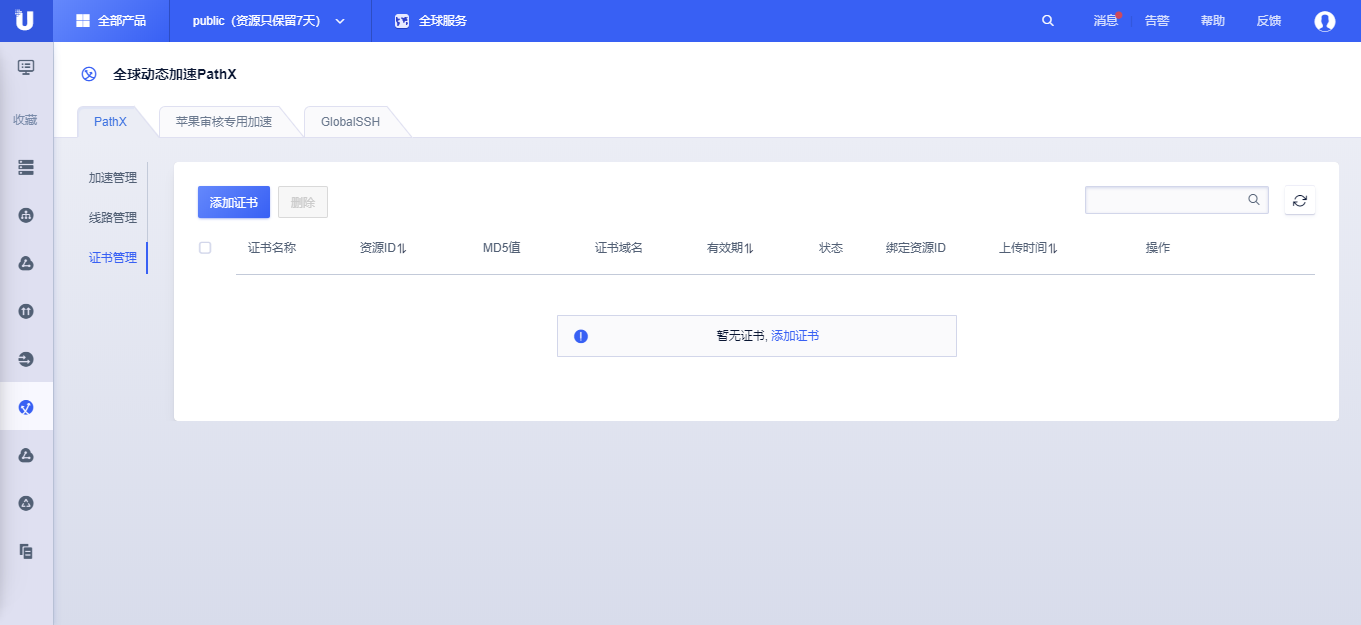 全部产品 public（资源只保留7天） 全球服务 消息 告警 帮助 反馈
收藏
全球动态加速PathX
PathX 苹果审核专用加速 GlobalSSH
加速管理
线路管理
证书管理
添加证书 删除
证书名称 资源ID MD5值 证书域名 有效期 状态 绑定资源ID 上传时间 操作
暂无证书, 添加证书